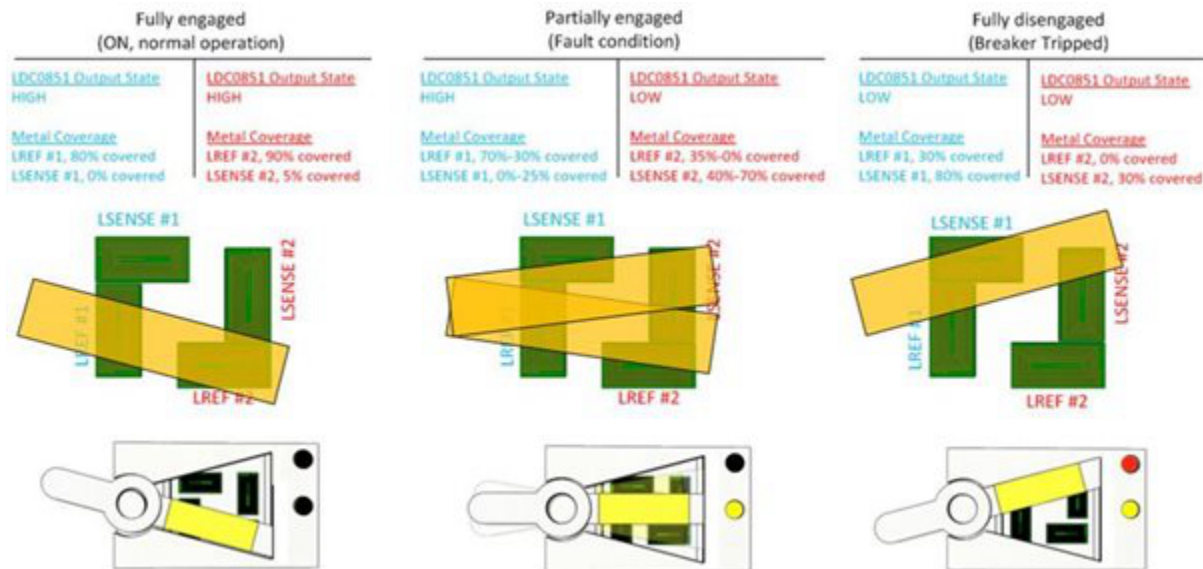 Fully engaged
(ON, normal operation)
LDC0851 Output State
HIGH
Metal Coverage
LREF #1, 80% covered
LSENSE #1, 0% covered
LDC0851 Output State
HIGH
Metal Coverage
LREF #2, 90% covered
LSENSE #2, 5% covered
Partially engaged
(Fault condition)
LDC0851 Output State
HIGH
Metal Coverage
LREF #1, 70%-30% covered
LSENSE #1, 0%-25% covered
LDC0851 Output State
LOW
Metal Coverage
LREF #2, 35%-0% covered
LSENSE #2, 40%-70% covered
Fully disengaged
(Breaker Tripped)
LDC0851 Output State
LOW
Metal Coverage
LREF #1, 30% covered
LSENSE #1, 80% covered
LDC0851 Output State
LOW
Metal Coverage
LREF #2, 0% covered
LSENSE #2, 30% covered
LSENSE #1
LSENSE #2
LREF #1
LREF #2
LSENSE #1
LSENSE #2
LREF #1
LREF #2
LSENSE #1
LSENSE #2
LREF #1
LREF #2